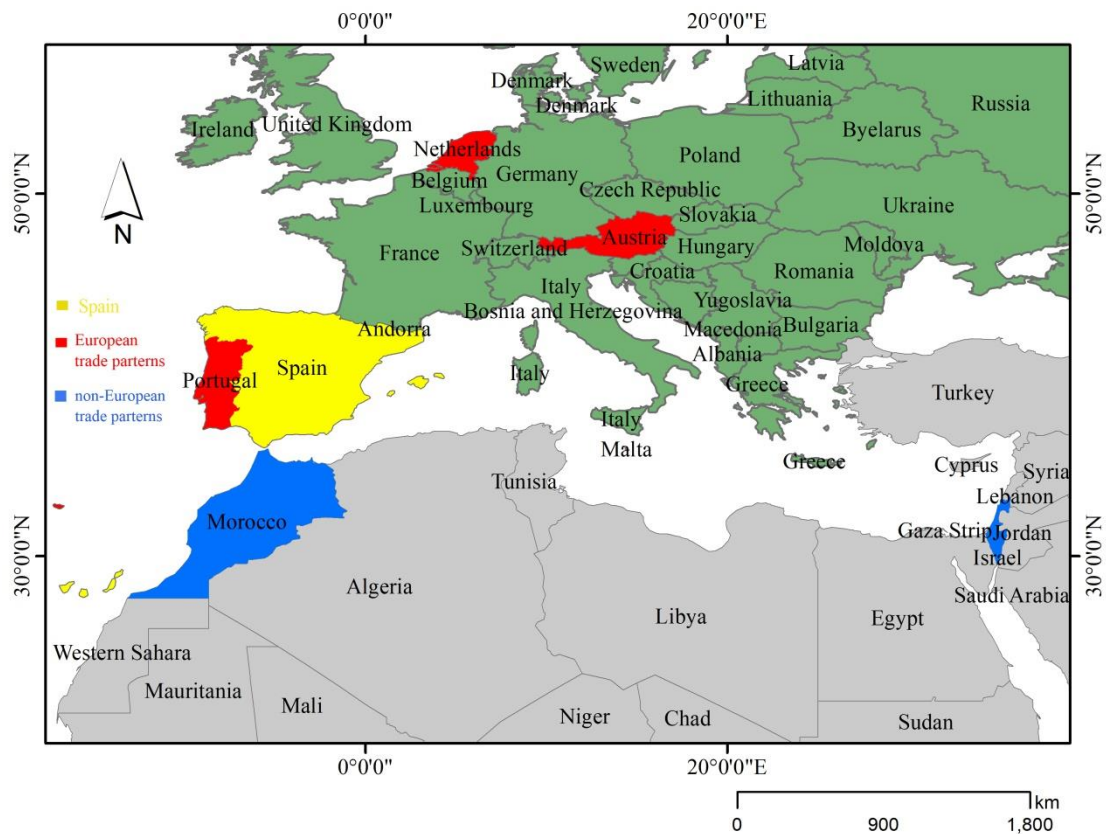 0°0'0"
20°0'0"E
Sweden
Latvia
Denmark
Denmark
Lithuania
Russia
Ireland
United Kingdom
Byelarus
Netherlands
Poland
Belgium
Germany
50°0'0"N
50°0'0"N
Czech Republic
Luxembourg
Slovakia
Ukraine
N
France
Switzerland
Austria
Hungary
Moldova
Croatia
Romania
Italy
Spain
Bosnia and Herzegovina
Yugoslavia
Andorra
Macedonia
Bulgaria
European
trade parterns
Albania
Portugal
Spain
Italy
Greece
non-European
trade parterns
Turkey
Italy
Malta
Greece
Cyprus
Syria
Tunisia
Lebanon
Morocco
Gaza Strip
Jordan
30°0'0"N
Israel
30°0'0"N
Algeria
Saudi Arabia
Libya
Egypt
Western Sahara
Mauritania
Mali
Niger
Chad
Sudan
0°0'0"
20°0'0"E
km
0 900 1,800